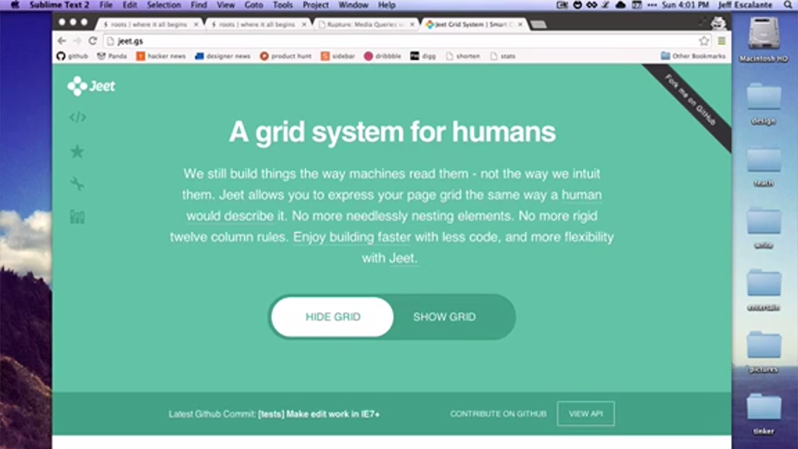 Sublime Text 2 File Edit Selection Find View Goto Tools Project Window Help Sun 4:01 PM Jeff Escalante
roots | where it all begins roots | where it all begins Rupture: Media Queries Jeet Grid System | Smart
jeet.gs
github Panda hacker news designer news product hunt sidebar dribbble digg shorten stats Other Bookmarks
Macintosh HD
Jeet
Fork me on GitHub
design
A grid system for humans
We still build things the way machines read them - not the way we intuit
them. Jeet allows you to express your page grid the same way a human
would describe it. No more needlessly nesting elements. No more rigid
twelve column rules. Enjoy building faster with less code, and more flexibility
with Jeet.
teach
write
entertain
HIDE GRID SHOW GRID
pictures
Latest Github Commit: [tests] Make edit work in IE7+ CONTRIBUTE ON GITHUB VIEW API
tinker